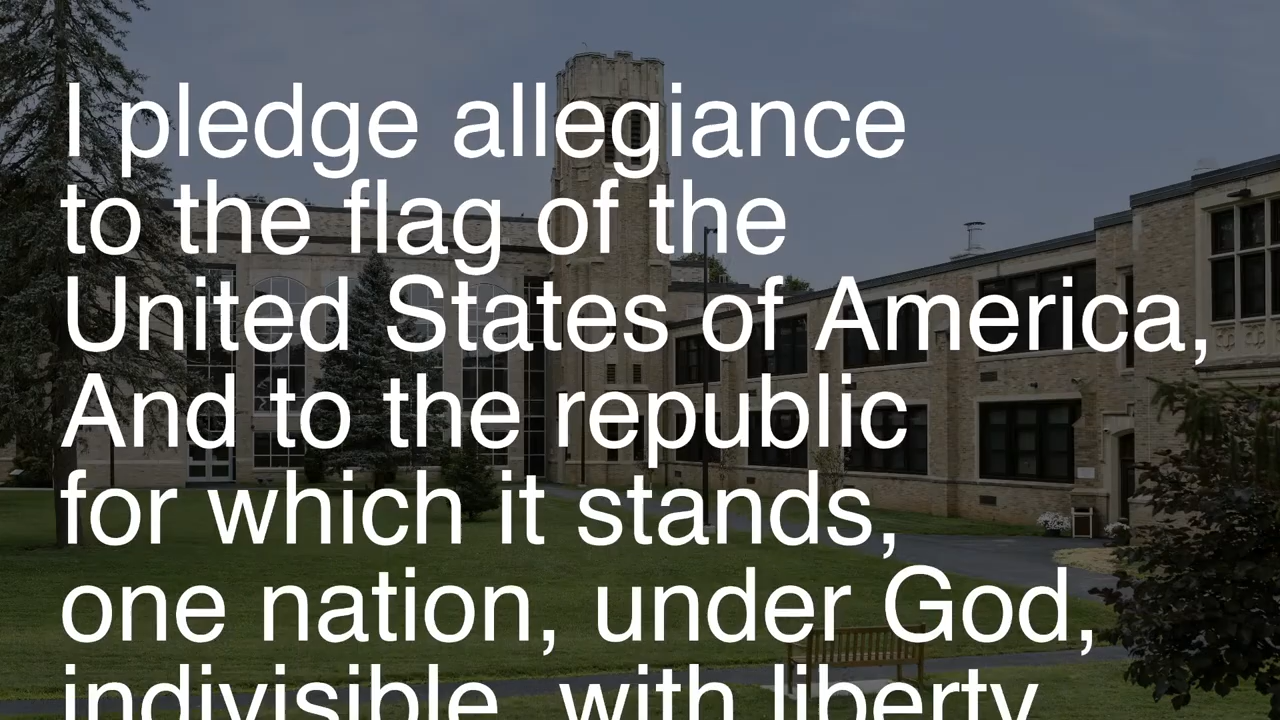 I pledge allegiance
to the flag of the
United States of America,
And to the republic
for which it stands,
one nation, under God,
indivisible, with liberty